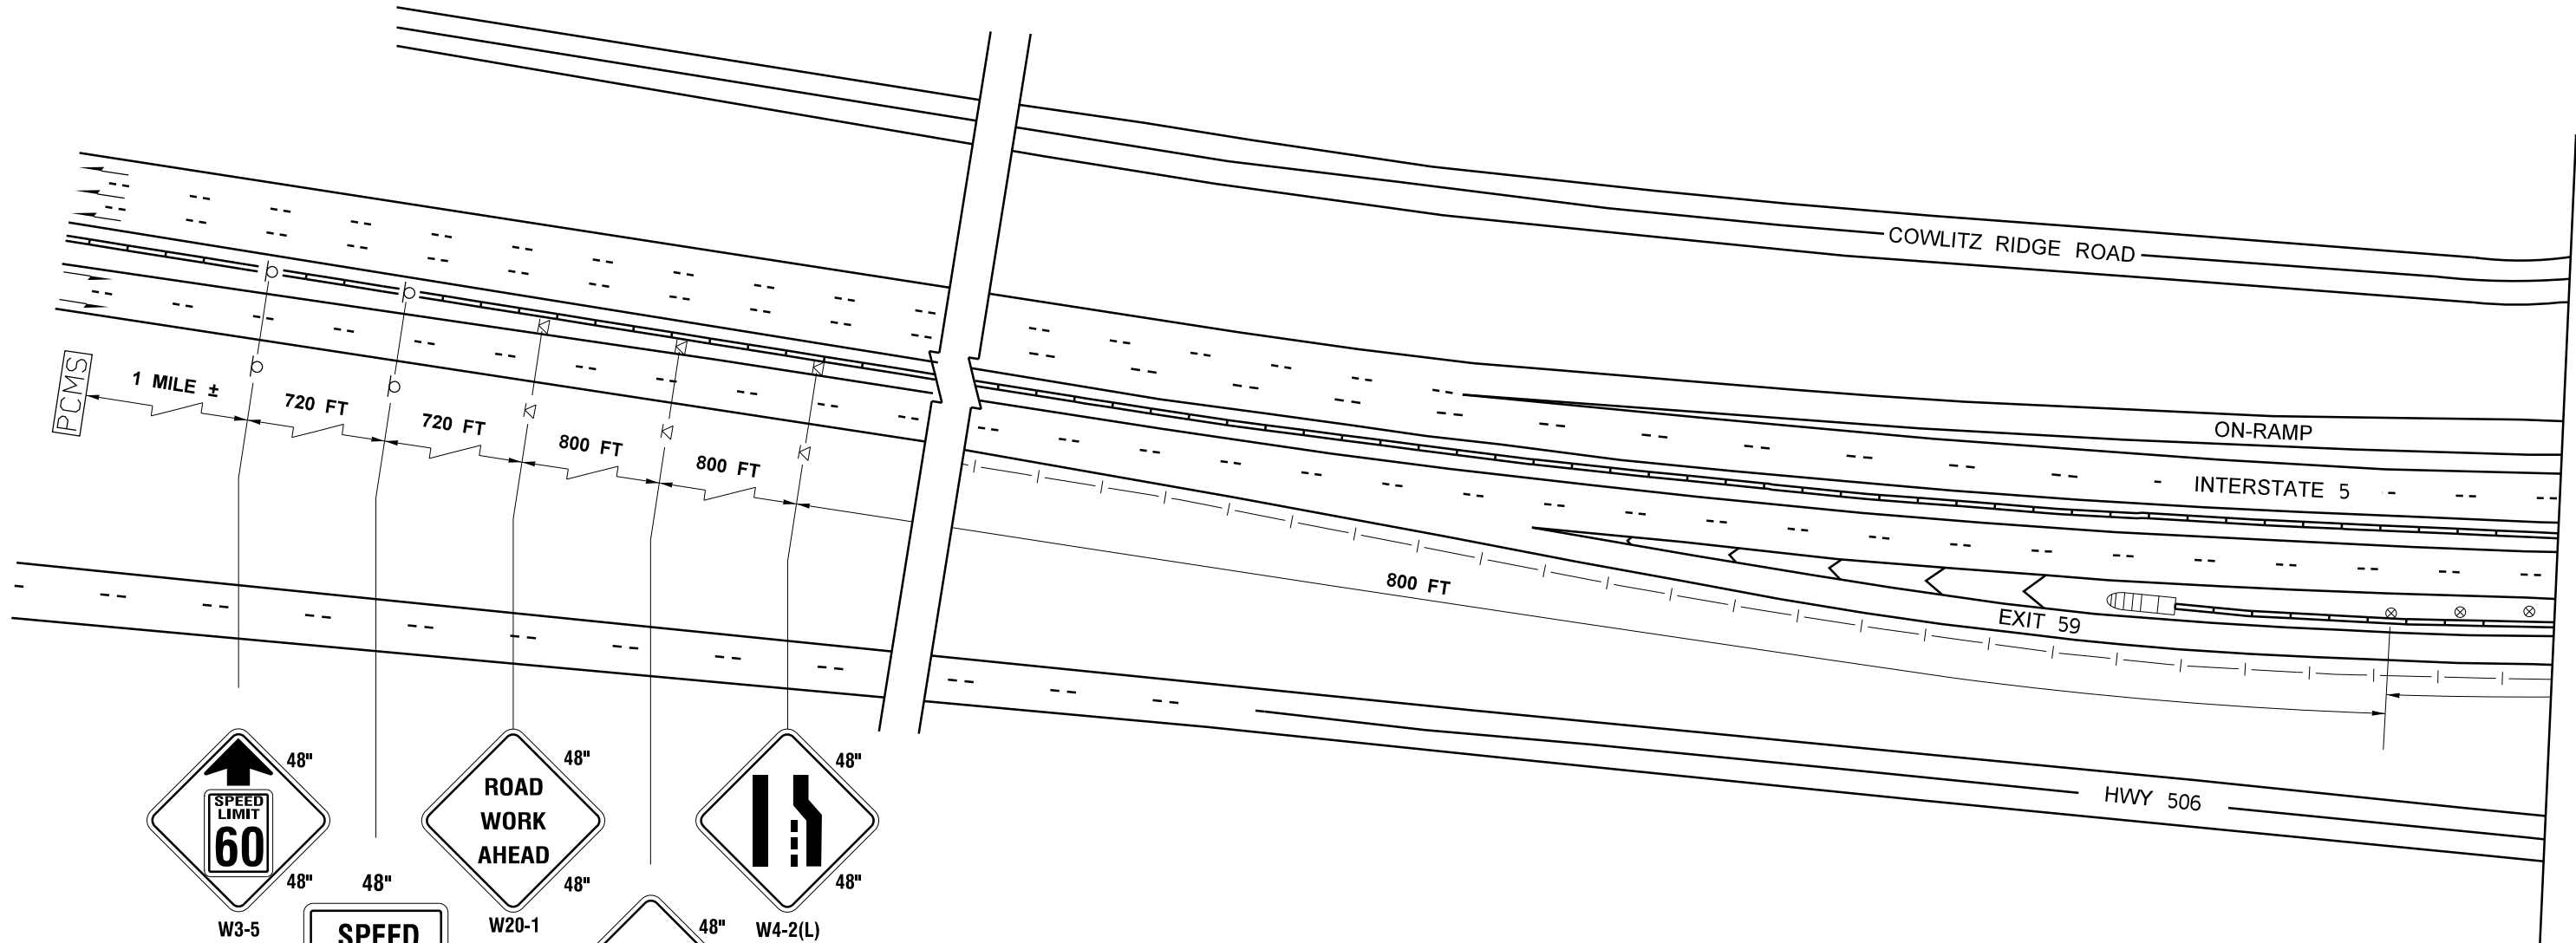 COWLITZ RIDGE ROAD
ON-RAMP
INTERSTATE 5
PCMS
1 MILE ±
720 FT
720 FT
800 FT
800 FT
800 FT
EXIT 59
HWY 506
SPEED
LIMIT
60
48"
48"
W3-5
48"
SPEED
ROAD
WORK
AHEAD
48"
48"
W20-1
48"
48"
48"
W4-2(L)